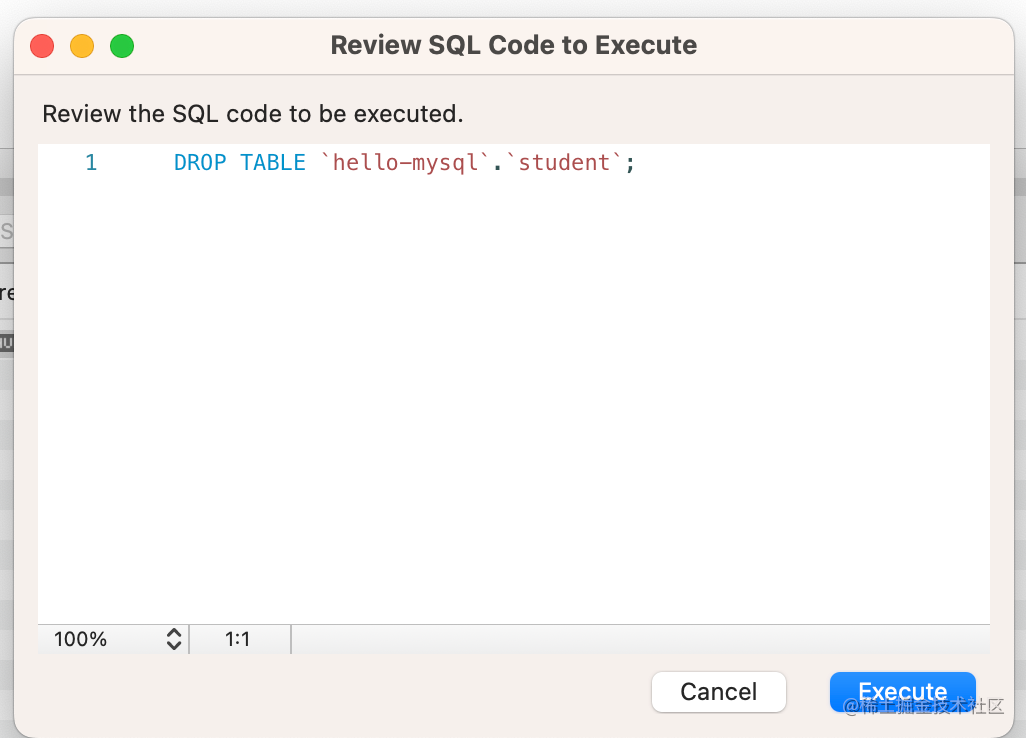 Review SQL Code to Execute
Review the SQL code to be executed.
1 DROP TABLE `hello-mysql`.`student`;
100% 1:1
Cancel Execute
@稀土掘金技术社区